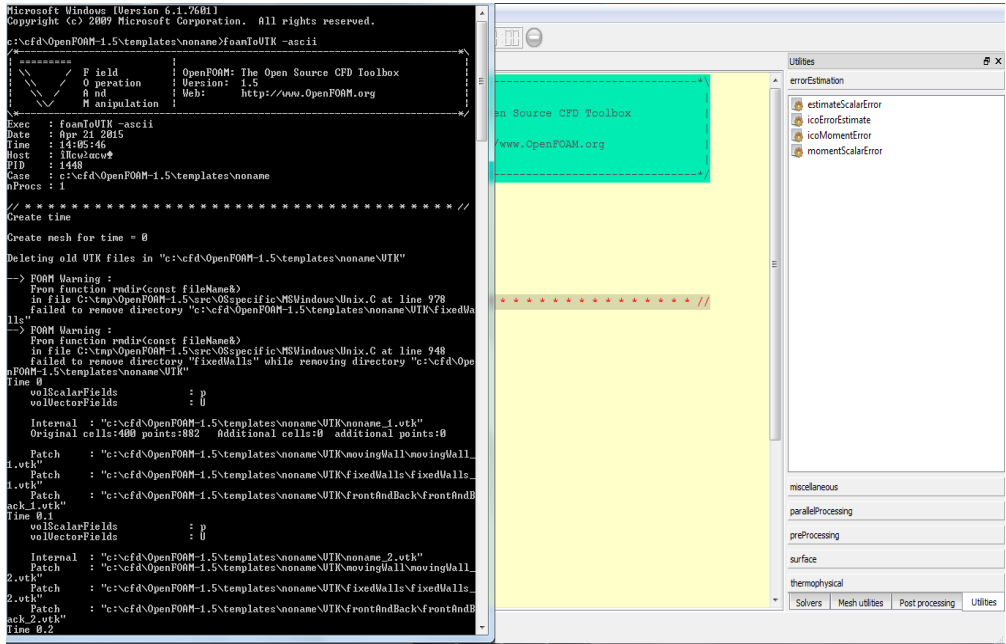 Microsoft Windows [Version 6.1.7601]
Copyright (c) 2009 Microsoft Corporation.  All rights reserved.
c:\cfd\OpenFOAM-1.5\templates\noname>foamToVTK -ascii
/*---------------------------------------------------------------------------*\
| =========                 |
| \\      /  F ield         | OpenFOAM: The Open Source CFD Toolbox
|  \\    /   O peration     | Version:  1.5
|   \\  /    A nd           | Web:      http://www.OpenFOAM.org
|    \\/     M anipulation  |
\*---------------------------------------------------------------------------*/
Exec   : foamToVTK -ascii
Date   : Apr 21 2015
Time   : 14:05:46
Host   :
PID    : 1448
Case   : c:\cfd\OpenFOAM-1.5\templates\noname
nProcs : 1
// * * * * * * * * * * * * * * * * * * * * * * * * * * * * * * * * * * * * * //
Create time
Create mesh for time = 0
Deleting old VTK files in "c:\cfd\OpenFOAM-1.5\templates\noname\VTK"
--> FOAM Warning :
From function rmdir(const fileName&)
in file C:\tmp\OpenFOAM-1.5\src\OSspecific\MSWindows\Unix.C at line 978
failed to remove directory "c:\cfd\OpenFOAM-1.5\templates\noname\VTK\fixedWa
lls"
--> FOAM Warning :
From function rmdir(const fileName&)
in file C:\tmp\OpenFOAM-1.5\src\OSspecific\MSWindows\Unix.C at line 948
failed to remove directory "fixedWalls" while removing directory "c:\cfd\Ope
nFOAM-1.5\templates\noname\VTK"
Time 0
volScalarFields            : p
volVectorFields            : U
Internal  : "c:\cfd\OpenFOAM-1.5\templates\noname\VTK\noname_1.vtk"
Original cells:400 points:882   Additional cells:0  additional points:0
Patch     : "c:\cfd\OpenFOAM-1.5\templates\noname\VTK\movingWall\movingWall_
1.vtk"
Patch     : "c:\cfd\OpenFOAM-1.5\templates\noname\VTK\fixedWalls\fixedWalls_
1.vtk"
Patch     : "c:\cfd\OpenFOAM-1.5\templates\noname\VTK\frontAndBack\frontAndB
ack_1.vtk"
Time 0.1
volScalarFields            : p
volVectorFields            : U
Internal  : "c:\cfd\OpenFOAM-1.5\templates\noname\VTK\noname_2.vtk"
Patch     : "c:\cfd\OpenFOAM-1.5\templates\noname\VTK\movingWall\movingWall_
2.vtk"
Patch     : "c:\cfd\OpenFOAM-1.5\templates\noname\VTK\fixedWalls\fixedWalls_
2.vtk"
Patch     : "c:\cfd\OpenFOAM-1.5\templates\noname\VTK\frontAndBack\frontAndB
ack_2.vtk"
Time 0.2
---------------------------*\
en Source CFD Toolbox
/www.OpenFOAM.org
---------------------------*/
* * * * * * * * * * * * * * * //
Utilities
errorEstimation
estimateScalarError
icoErrorEstimate
icoMomentError
momentScalarError
miscellaneous
parallelProcessing
preProcessing
surface
thermophysical
Solvers  Mesh utilities  Post processing  Utilities